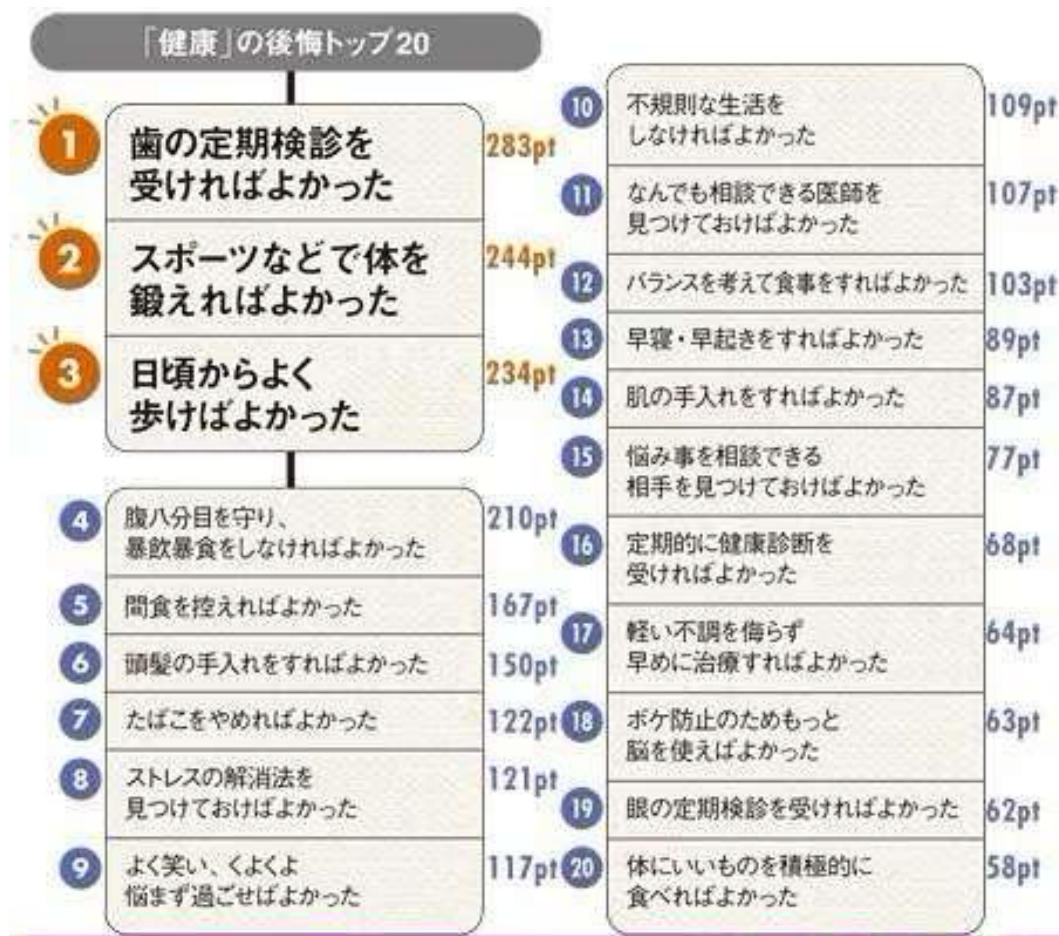 「健康」の後悔トップ20
1
歯の定期検診を
受ければよかった
283pt
2
スポーツなどで体を
鍛えればよかった
244pt
3
日頃からよく
歩けばよかった
234pt
4
腹八分目を守り、
暴飲暴食をしなければよかった
210pt
5
間食を控えればよかった
167pt
6
頭髪の手入れをすればよかった
150pt
7
たばこをやめればよかった
122pt
8
ストレスの解消法を
見つけておけばよかった
121pt
9
よく笑い、くよくよ
悩まず過ごせばよかった
117pt
10
不規則な生活を
しなければよかった
109pt
11
なんでも相談できる医師を
見つけておけばよかった
107pt
12
バランスを考えて食事をすればよかった
103pt
13
早寝・早起きをすればよかった
89pt
14
肌の手入れをすればよかった
87pt
15
悩み事を相談できる
相手を見つけておけばよかった
77pt
16
定期的に健康診断を
受ければよかった
68pt
17
軽い不調を侮らず
早めに治療すればよかった
64pt
18
ボケ防止のためもっと
脳を使えばよかった
63pt
19
眼の定期検診を受ければよかった
62pt
20
体にいいものを積極的に
食べればよかった
58pt